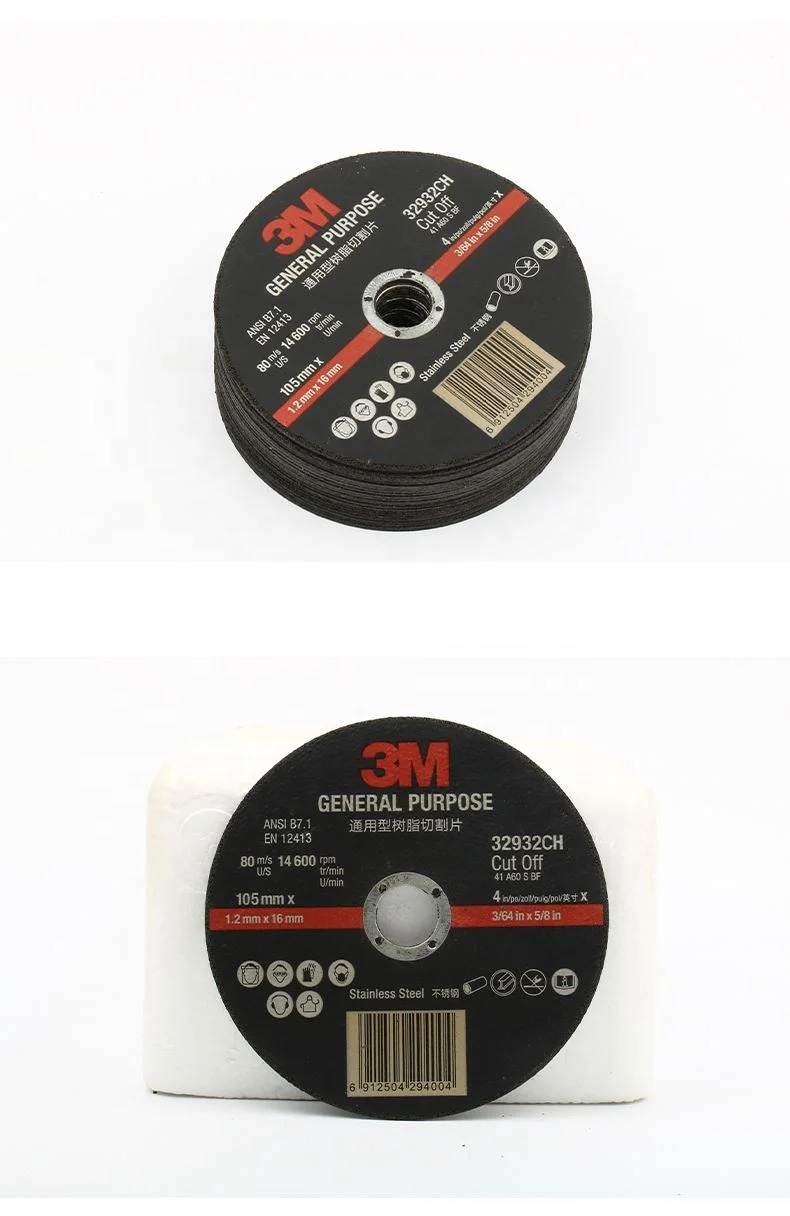 3M
GENERAL PURPOSE
通用型树脂切割片
32932CH
Cut Off
41 A60 S BF
4 in/po/zoll/pulg/pol/英寸 X
3/64 in x 5/8 in
ANSI B7.1
EN 12413
80 m/s 14 600 rpm
U/S tr/min
U/min
105 mm x
1.2 mm x 16 mm
Stainless Steel 不锈钢
6 912504 294004
3M
GENERAL PURPOSE
通用型树脂切割片
ANSI B7.1
EN 12413
80 m/s 14 600 rpm
U/S tr/min
U/min
105 mm x
1.2 mm x 16 mm
32932CH
Cut Off
41 A60 S BF
4 in/po/zoll/pulg/pol/英寸 X
3/64 in x 5/8 in
Stainless Steel 不锈钢
6 912504 294004